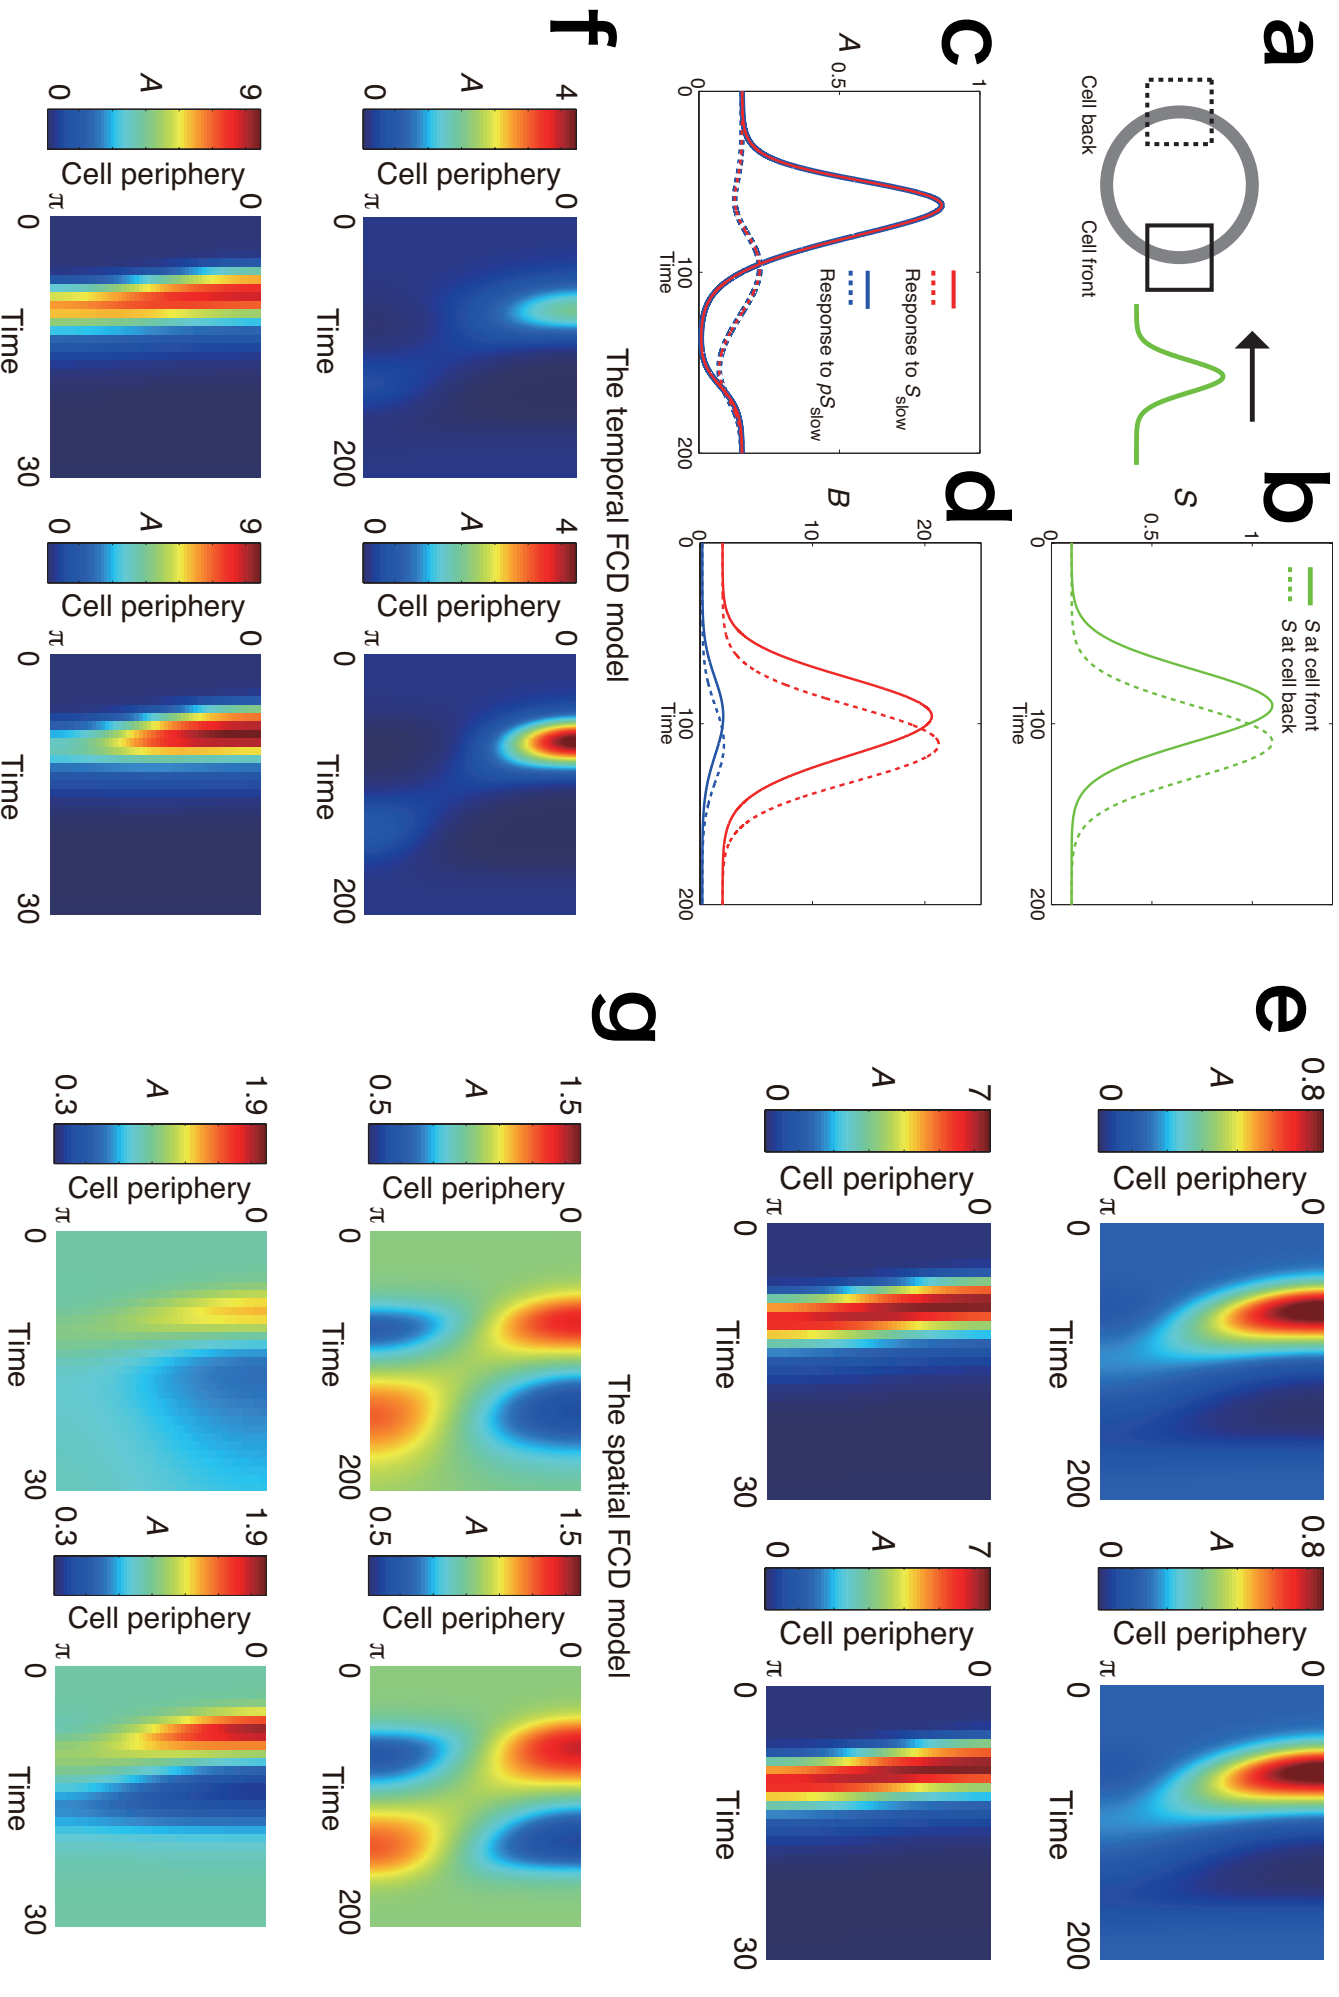 a
Cell back
Cell front
b
S
1
0.5
0
0
100
200
Time
S at cell front
S at cell back
c
A
1
0.5
0
0
100
200
Time
Response to S slow
Response to pS slow
d
B
20
10
0
0
100
200
Time
e
0.8
A
0
Cell periphery
0
π
0
Time
200
0.8
A
0
Cell periphery
0
π
0
Time
200
7
A
0
Cell periphery
0
π
0
Time
30
7
A
0
Cell periphery
0
π
0
Time
30
f
The temporal FCD model
4
A
0
Cell periphery
0
π
0
Time
200
4
A
0
Cell periphery
0
π
0
Time
200
9
A
0
Cell periphery
0
π
0
Time
30
9
A
0
Cell periphery
0
π
0
Time
30
g
The spatial FCD model
1.5
A
0.5
Cell periphery
0
π
0
Time
200
1.5
A
0.5
Cell periphery
0
π
0
Time
200
1.9
A
0.3
Cell periphery
0
π
0
Time
30
1.9
A
0.3
Cell periphery
0
π
0
Time
30